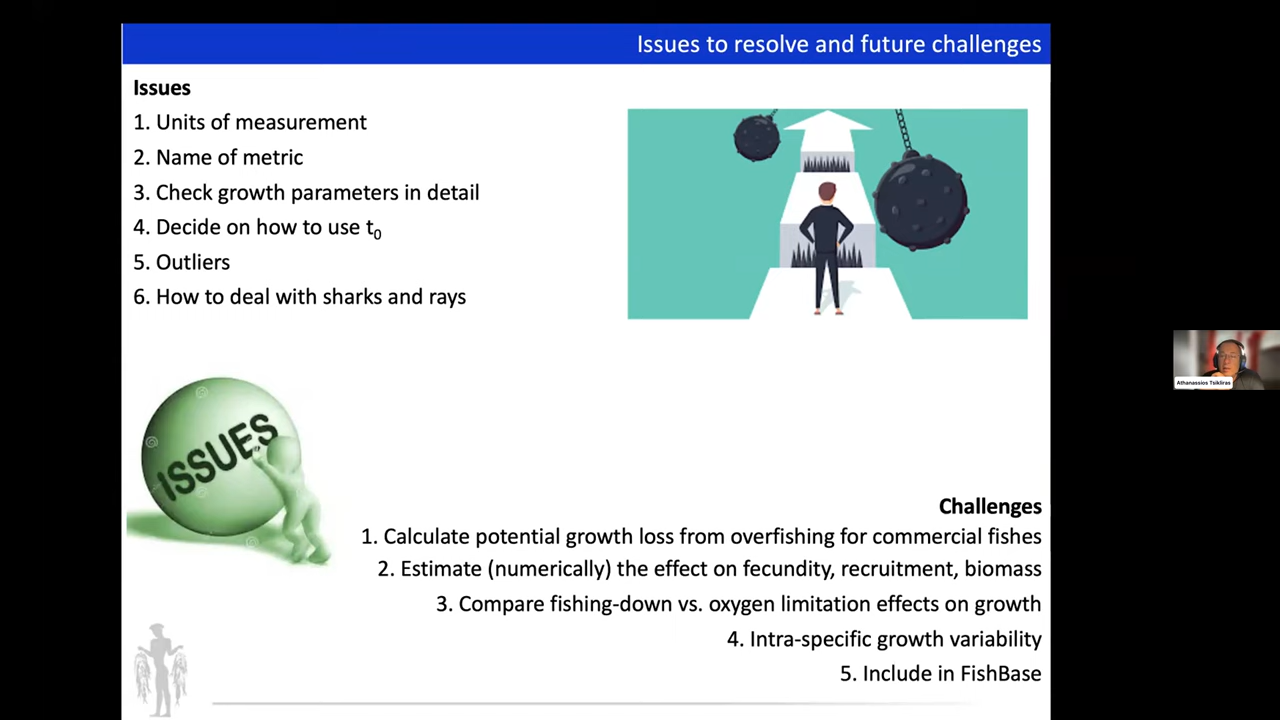 Issues to resolve and future challenges
Issues
1. Units of measurement
2. Name of metric
3. Check growth parameters in detail
4. Decide on how to use t0
5. Outliers
6. How to deal with sharks and rays
ISSUES
Athanassios Tsikliras
Challenges
1. Calculate potential growth loss from overfishing for commercial fishes
2. Estimate (numerically) the effect on fecundity, recruitment, biomass
3. Compare fishing-down vs. oxygen limitation effects on growth
4. Intra-specific growth variability
5. Include in FishBase